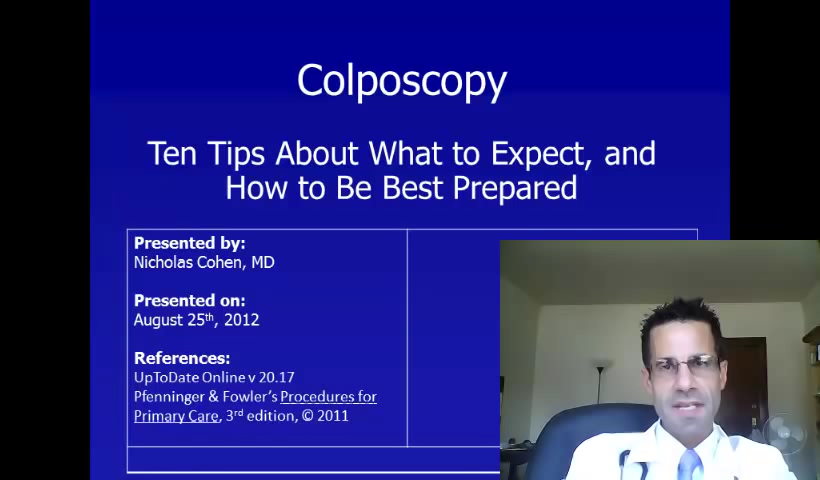 Colposcopy
Ten Tips About What to Expect, and
How to Be Best Prepared
Presented by:
Nicholas Cohen, MD
Presented on:
August 25th, 2012
References:
UpToDate Online v 20.17
Pfenninger & Fowler's Procedures for
Primary Care, 3rd edition, © 2011